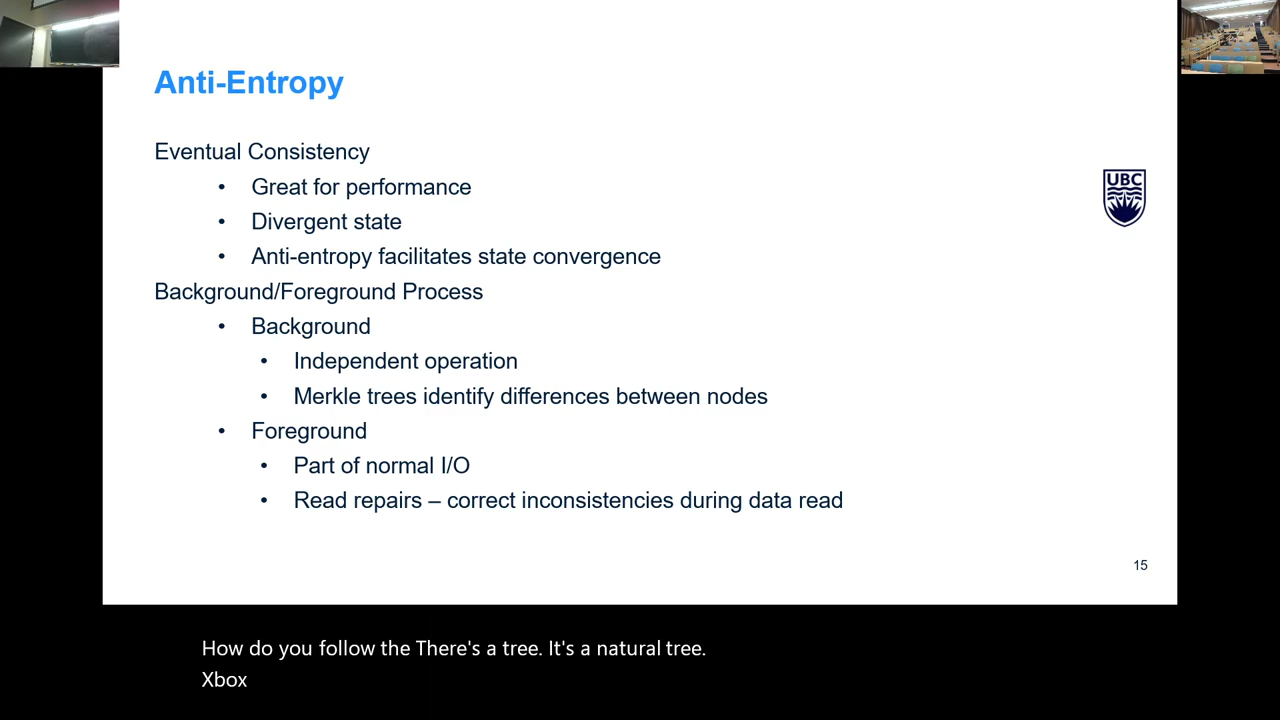 Anti-Entropy
Eventual Consistency
• Great for performance
• Divergent state
• Anti-entropy facilitates state convergence
Background/Foreground Process
• Background
• Independent operation
• Merkle trees identify differences between nodes
• Foreground
• Part of normal I/O
• Read repairs – correct inconsistencies during data read
UBC
15
How do you follow the There's a tree. It's a natural tree.
Xbox